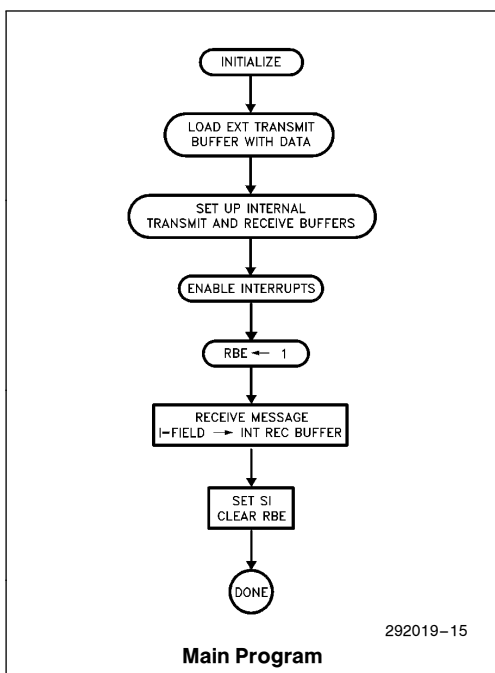 INITIALIZE
LOAD EXT TRANSMIT
BUFFER WITH DATA
SET UP INTERNAL
TRANSMIT AND RECEIVE BUFFERS
ENABLE INTERRUPTS
RBE ← 1
RECEIVE MESSAGE
I-FIELD → INT REC BUFFER
SET SI
CLEAR RBE
DONE
292019–15
Main Program